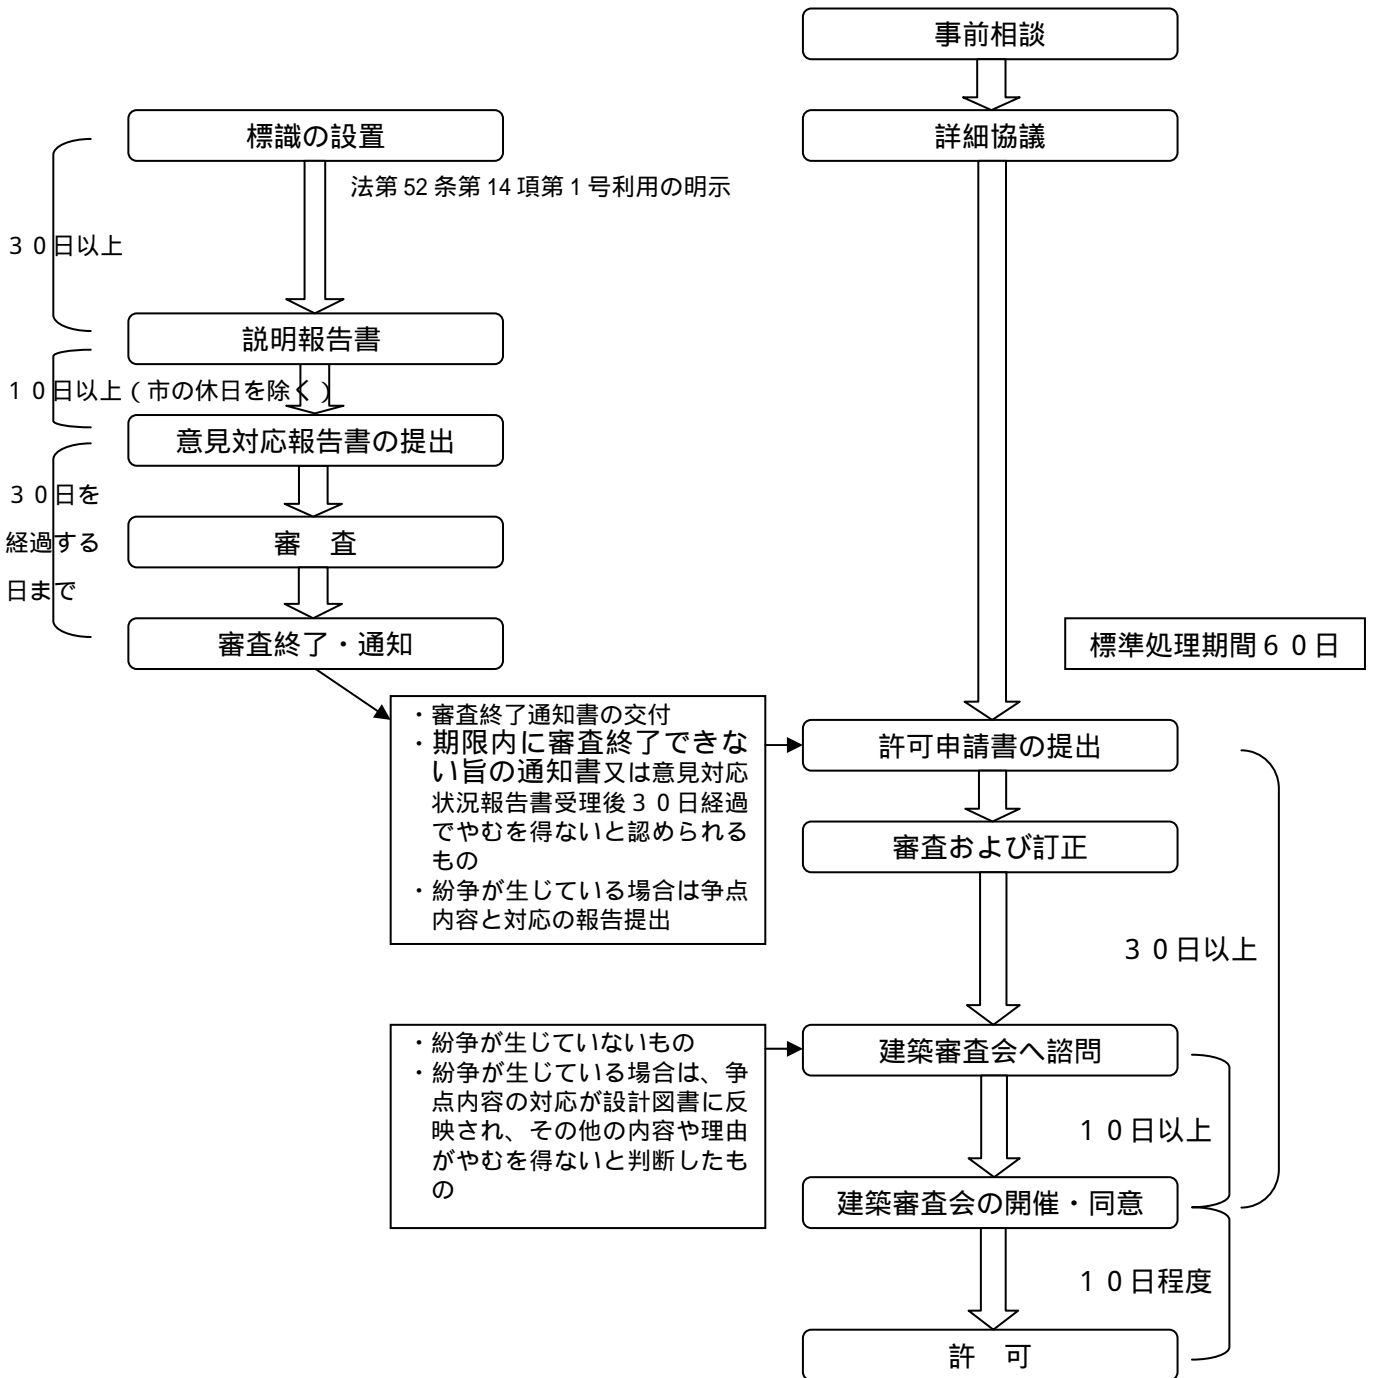 事前相談
標識の設置
詳細協議
法第 52 条第 14 項第 1 号利用の明示
３０日以上
説明報告書
１０日以上（市の休日を除く）
意見対応報告書の提出
３０日を
経過する
日まで
審　査
審査終了・通知
標準処理期間６０日
・審査終了通知書の交付
・期限内に審査終了できな
い旨の通知書又は意見対応
状況報告書受理後３０日経過
でやむを得ないと認められる
もの
・紛争が生じている場合は争点
内容と対応の報告提出
許可申請書の提出
審査および訂正
３０日以上
・紛争が生じていないもの
・紛争が生じている場合は、争
点内容の対応が設計図書に反
映され、その他の内容や理由
がやむを得ないと判断したも
の
建築審査会へ諮問
１０日以上
建築審査会の開催・同意
１０日程度
許　可